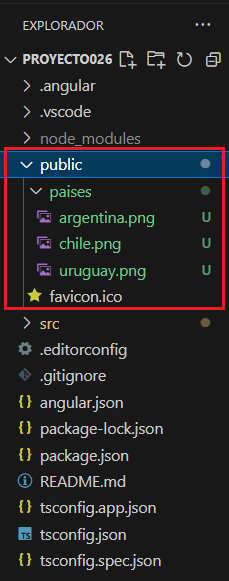 EXPLORADOR ...
PROYECTO026
.angular
.vscode
node_modules
public
paises
argentina.png U
chile.png U
uruguay.png U
favicon.ico
src
.editorconfig
.gitignore
{} angular.json
{} package-lock.json
{} package.json
README.md
{} tsconfig.app.json
TS tsconfig.json
{} tsconfig.spec.json